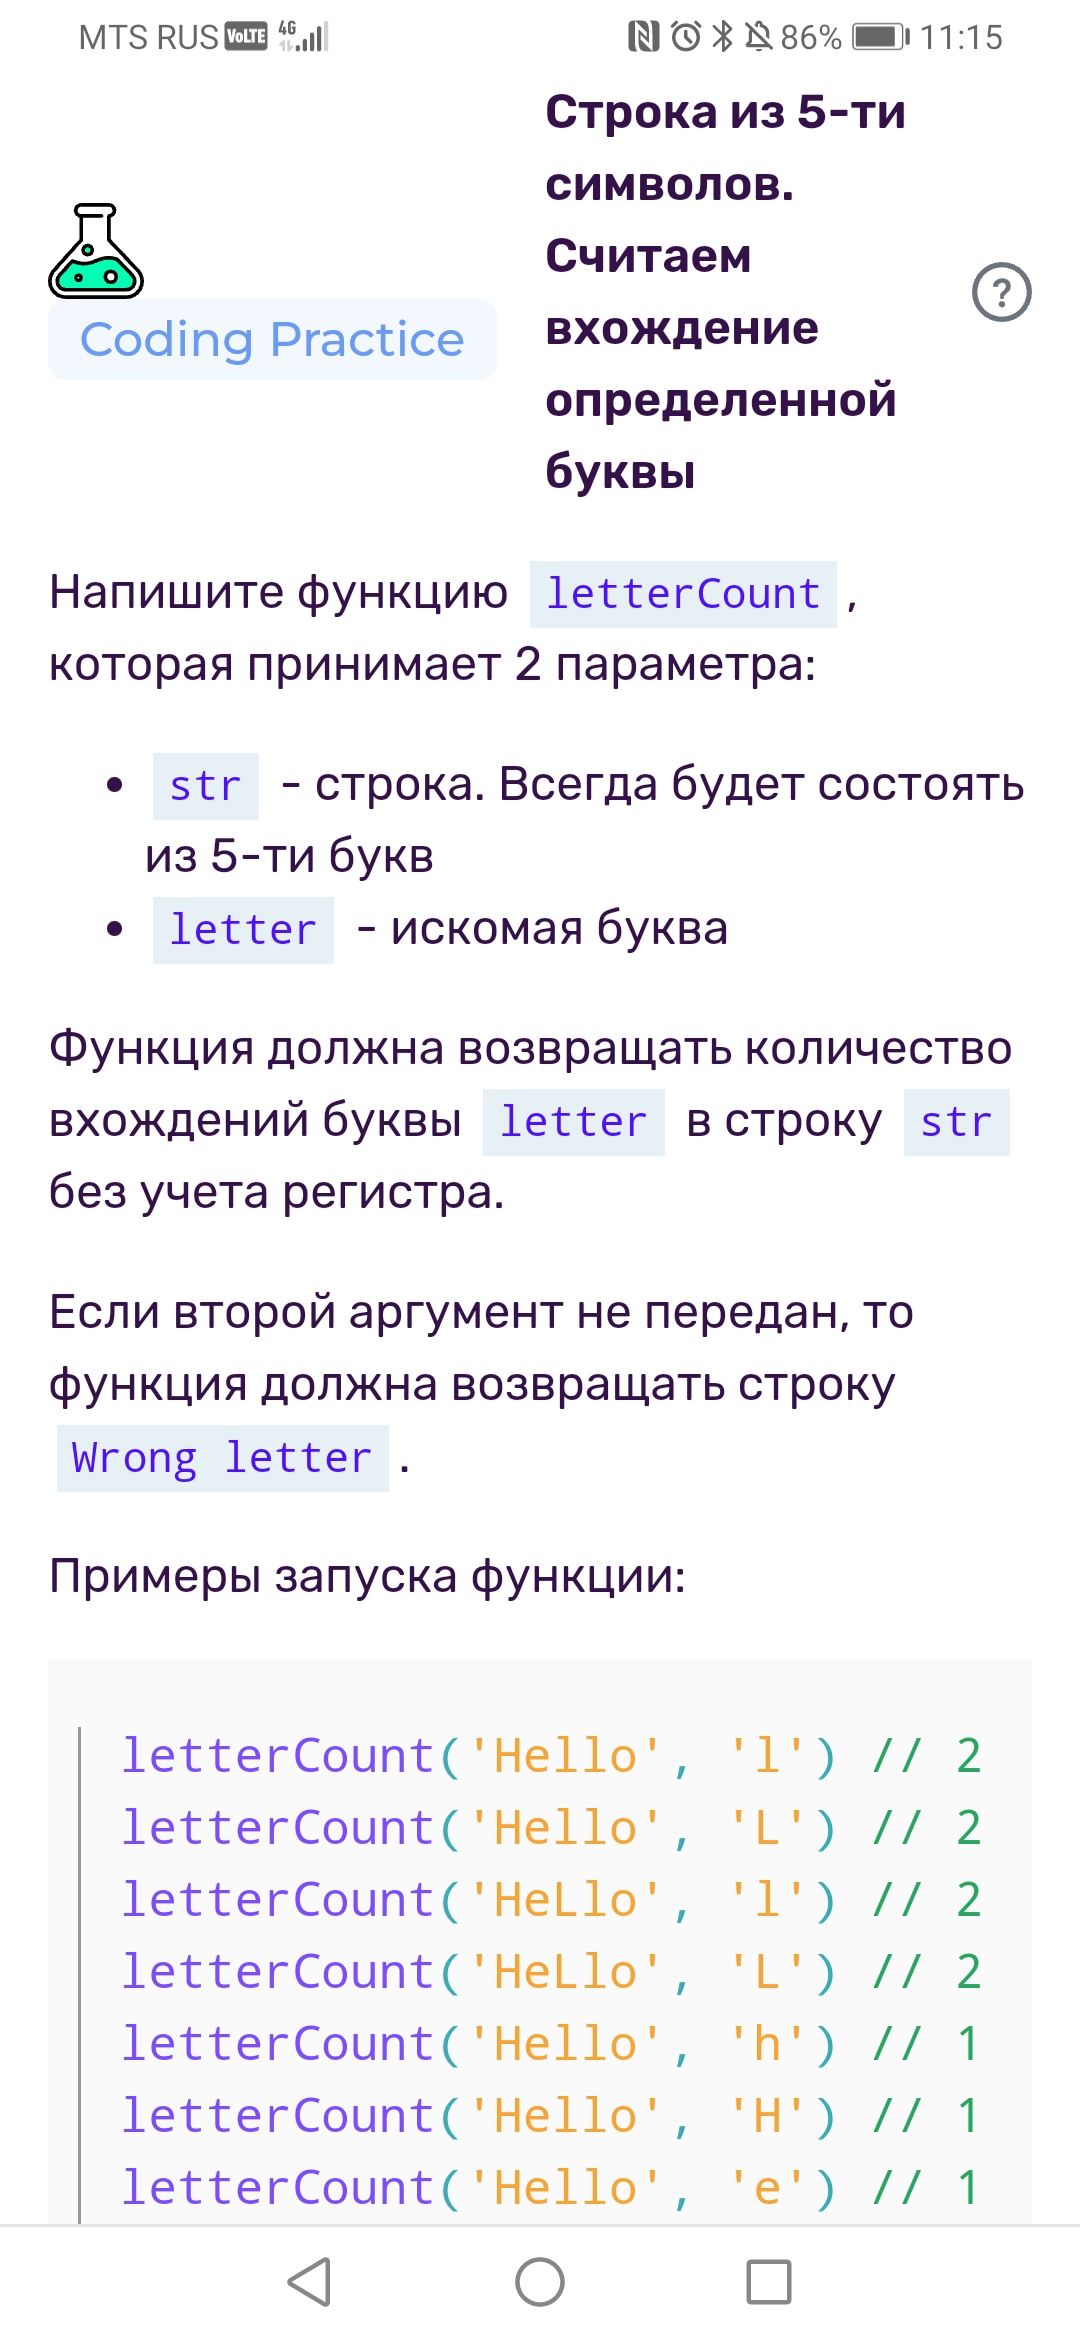 MTS RUS VoLTE 4G 86% 11:15
Строка из 5-ти
символов.
Считаем
вхождение
определенной
буквы
Coding Practice
?
Напишите функцию letterCount ,
которая принимает 2 параметра:
• str - строка. Всегда будет состоять
из 5-ти букв
• letter - искомая буква
Функция должна возвращать количество
вхождений буквы letter в строку str
без учета регистра.
Если второй аргумент не передан, то
функция должна возвращать строку
Wrong letter .
Примеры запуска функции:
letterCount('Hello', 'l') // 2
letterCount('Hello', 'L') // 2
letterCount('HeLlo', 'l') // 2
letterCount('HeLlo', 'L') // 2
letterCount('Hello', 'h') // 1
letterCount('Hello', 'H') // 1
letterCount('Hello', 'e') // 1